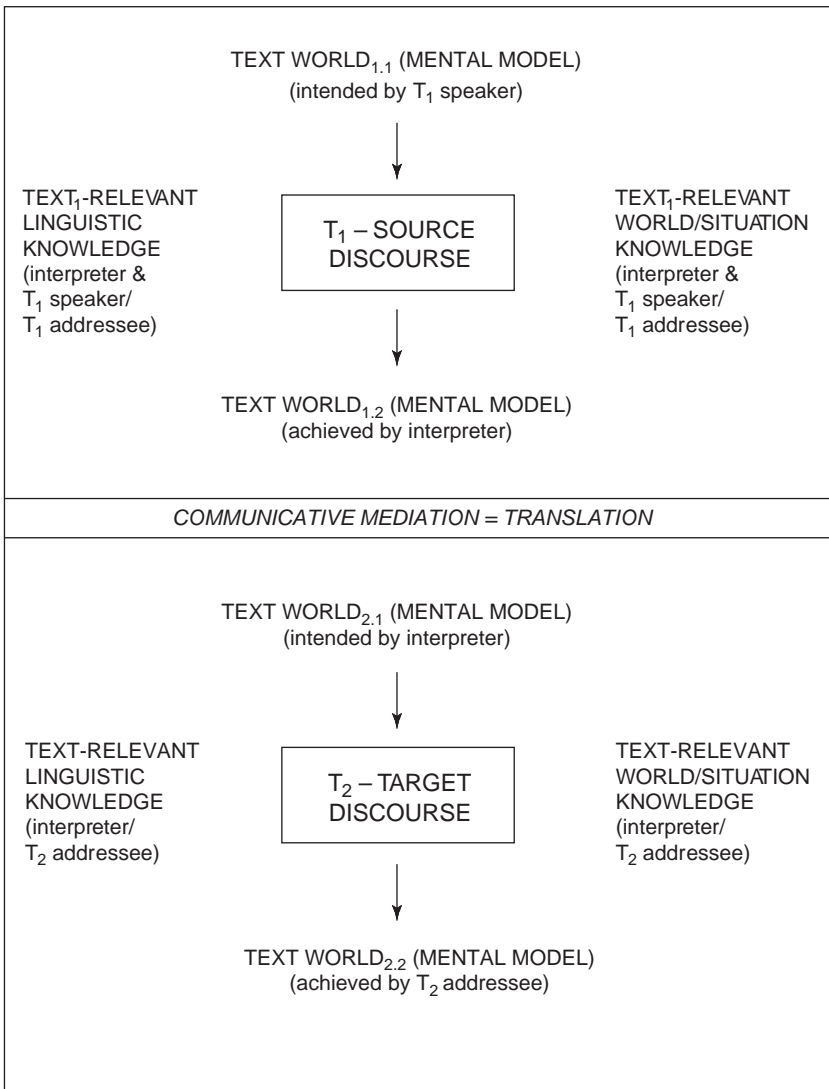 TEXT WORLD1.1 (MENTAL MODEL)
(intended by T1 speaker)
TEXT1-RELEVANT
LINGUISTIC
KNOWLEDGE
(interpreter &
T1 speaker/
T1 addressee)
T1 – SOURCE
DISCOURSE
TEXT1-RELEVANT
WORLD/SITUATION
KNOWLEDGE
(interpreter &
T1 speaker/
T1 addressee)
TEXT WORLD1.2 (MENTAL MODEL)
(achieved by interpreter)
COMMUNICATIVE MEDIATION = TRANSLATION
TEXT WORLD2.1 (MENTAL MODEL)
(intended by interpreter)
TEXT-RELEVANT
LINGUISTIC
KNOWLEDGE
(interpreter/
T2 addressee)
T2 – TARGET
DISCOURSE
TEXT-RELEVANT
WORLD/SITUATION
KNOWLEDGE
(interpreter/
T2 addressee)
TEXT WORLD2.2 (MENTAL MODEL)
(achieved by T2 addressee)